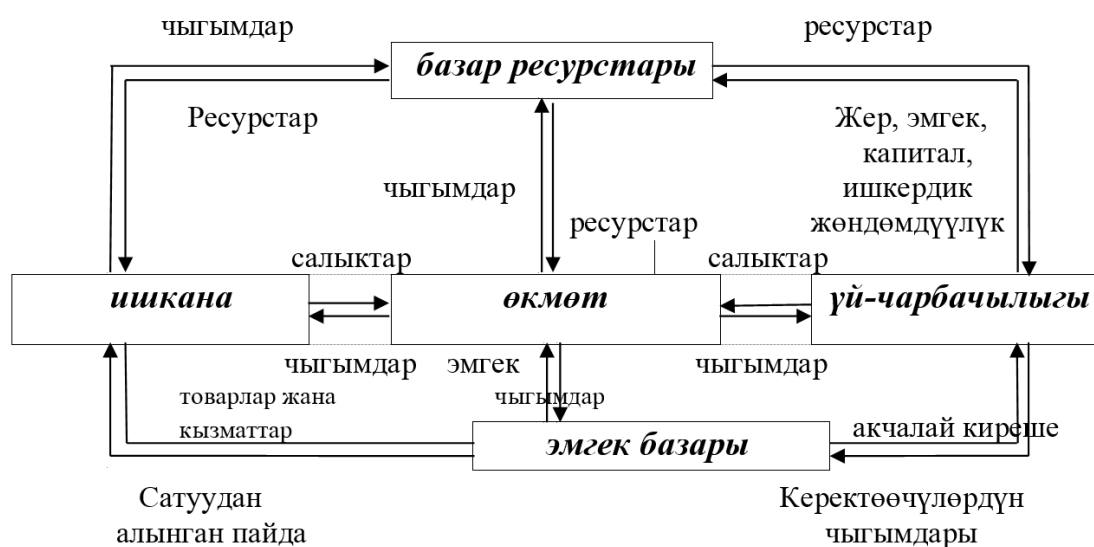 чыгымдар
ресурстар
базар ресурстары
Ресурстар
Жер, эмгек,
капитал,
ишкердик
жөндөмдүүлүк
чыгымдар
ресурстар
салыктар
салыктар
ишкана
өкмөт
үй-чарбачылыгы
чыгымдар
эмгек
чыгымдар
товарлар жана
кызматтар
чыгымдар
эмгек базары
акчалай киреше
Сатуудан
алынган пайда
Керектөөчүлөрдүн
чыгымдары